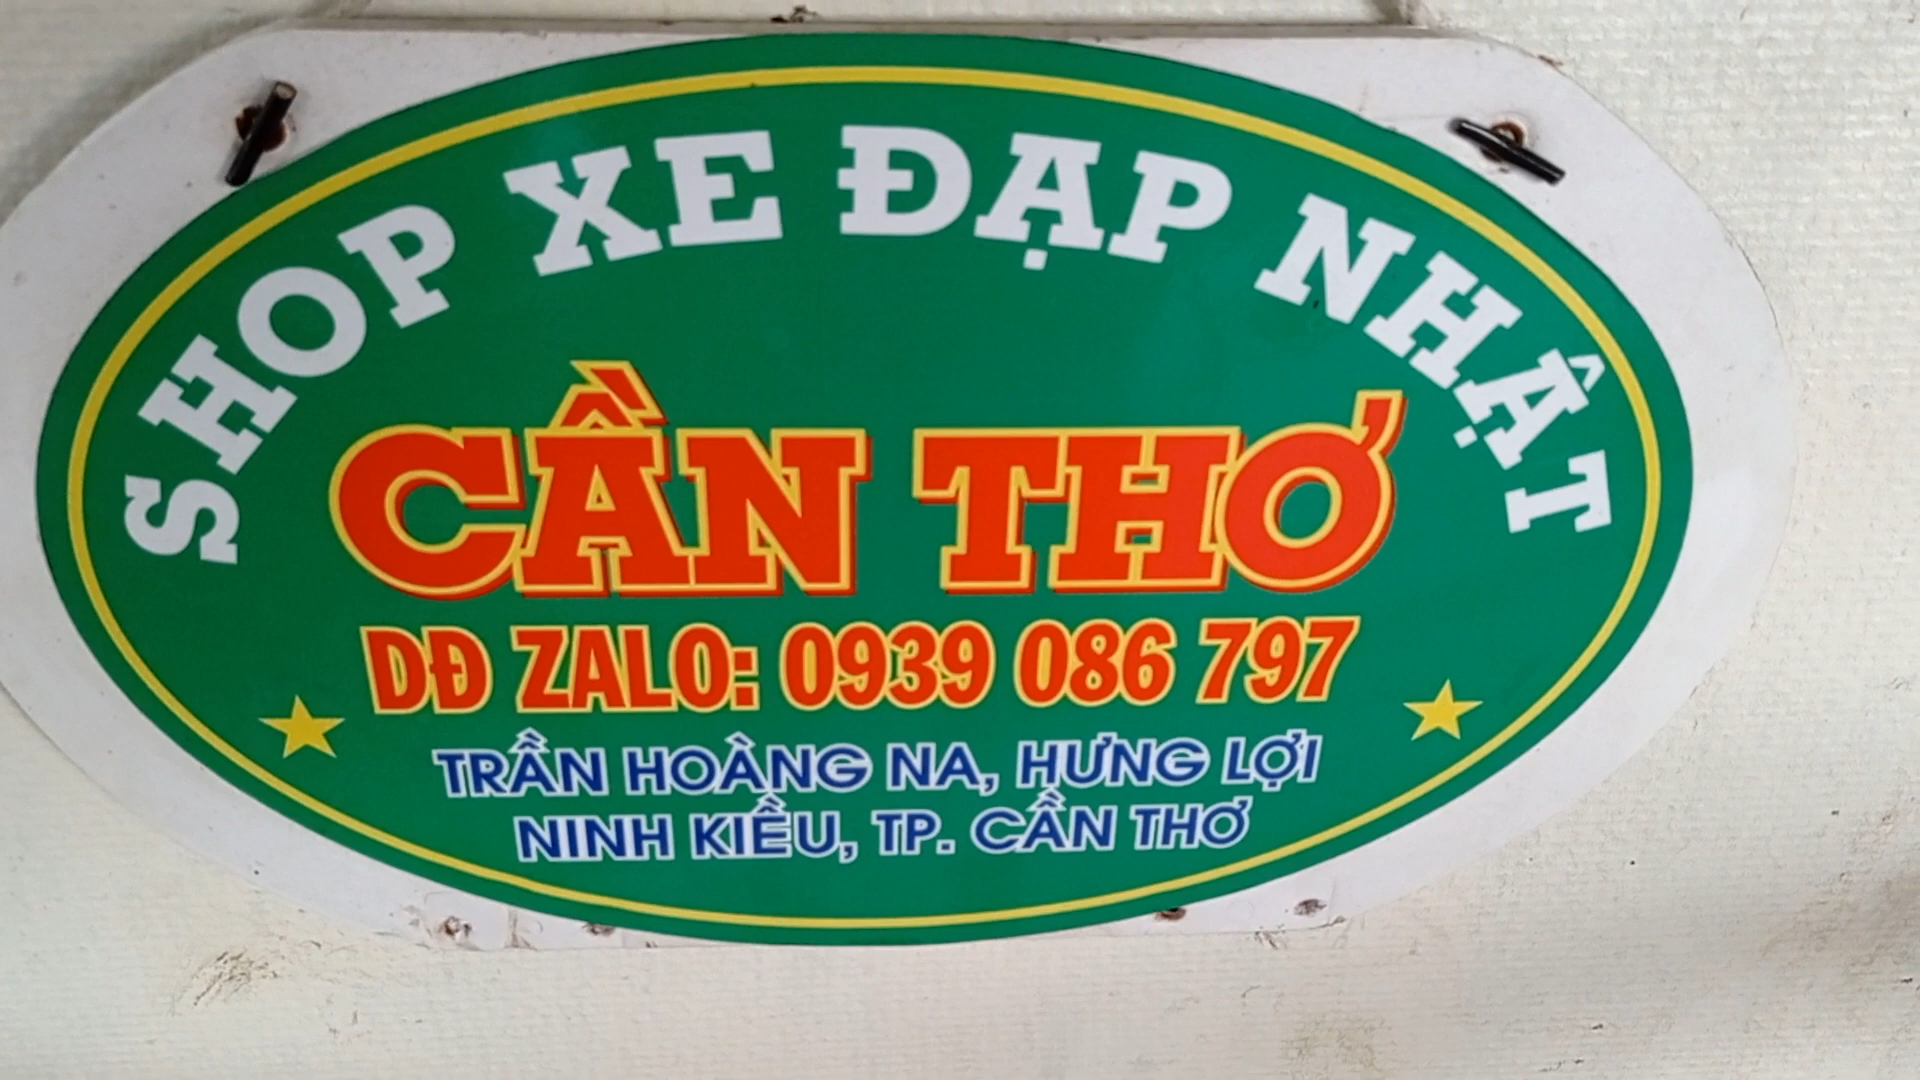 SHOP XE ĐẠP NHẬT
CẦN THƠ
DĐ ZALO: 0939 086 797
TRẦN HOÀNG NA, HƯNG LỢI
NINH KIỀU, TP. CẦN THƠ